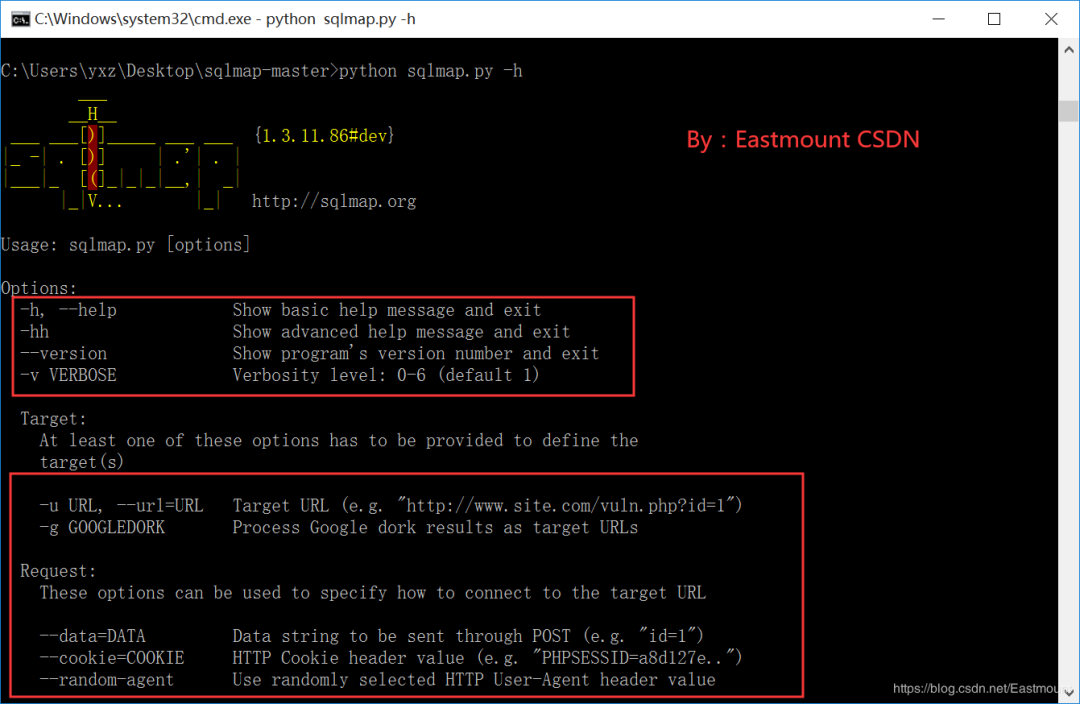 C:\Windows\system32\cmd.exe - python  sqlmap.py -h
C:\Users\yxz\Desktop\sqlmap-master>python sqlmap.py -h
{1.3.11.86#dev}
By：Eastmount CSDN
http://sqlmap.org
Usage: sqlmap.py [options]
Options:
-h, --help Show basic help message and exit
-hh Show advanced help message and exit
--version Show program's version number and exit
-v VERBOSE Verbosity level: 0-6 (default 1)
Target:
At least one of these options has to be provided to define the
target(s)
-u URL, --url=URL Target URL (e.g. "http://www.site.com/vuln.php?id=1")
-g GOOGLEDORK Process Google dork results as target URLs
Request:
These options can be used to specify how to connect to the target URL
--data=DATA Data string to be sent through POST (e.g. "id=1")
--cookie=COOKIE HTTP Cookie header value (e.g. "PHPSESSID=a8d127e..")
--random-agent Use randomly selected HTTP User-Agent header value